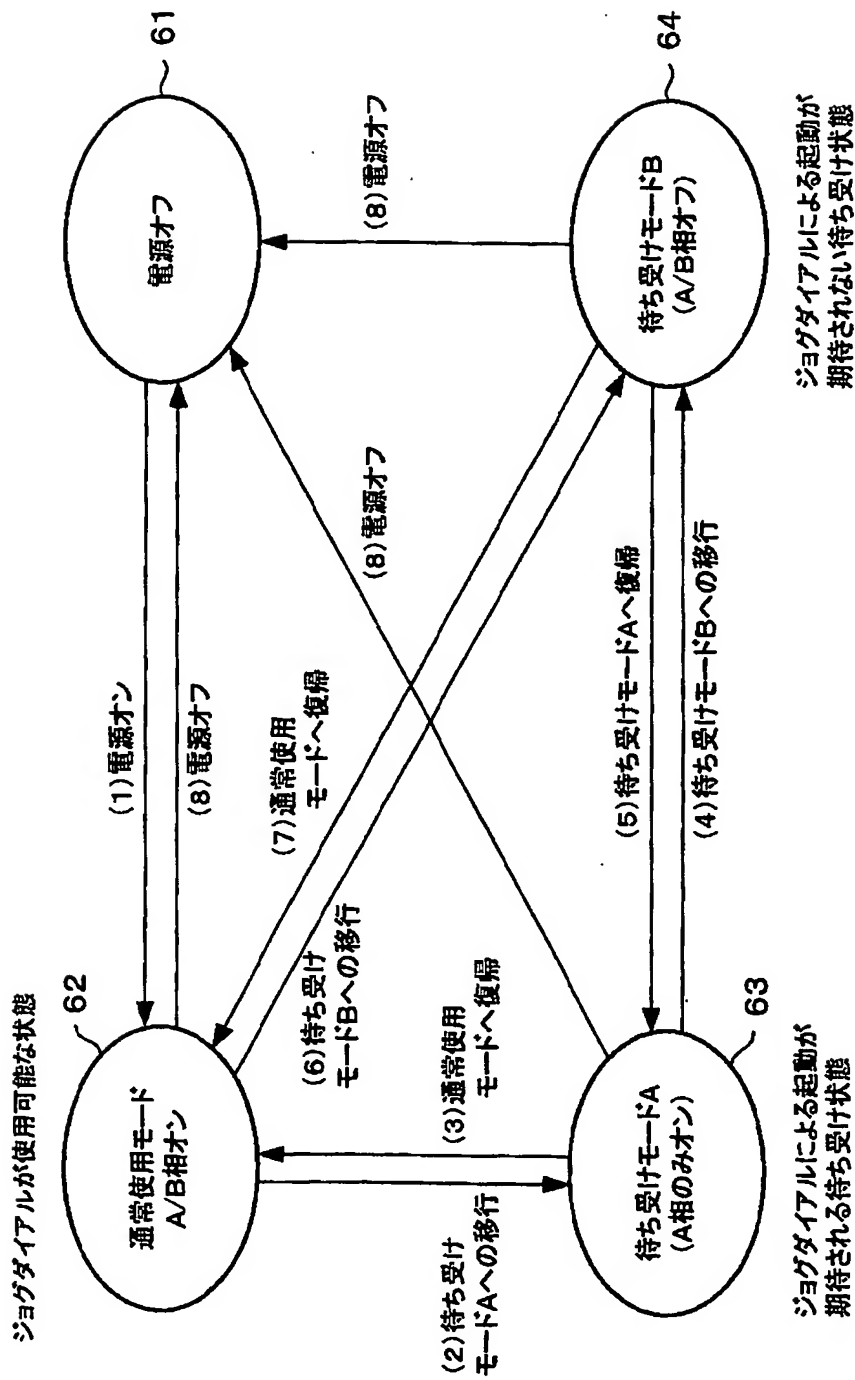 ジョグダイアルが使用可能な状態
62
通常使用モード
A/B相オン
61
電源オフ
(1)電源オン
(8)電源オフ
(7)通常使用
モードへ復帰
(6)待ち受け
モードBへの移行
(8)電源オフ
(8)電源オフ
(2)待ち受け
モードAへの移行
(3)通常使用
モードへ復帰
(5)待ち受けモードAへ復帰
(4)待ち受けモードBへの移行
63
待ち受けモードA
(A相のみオン)
ジョグダイアルによる起動が
期待される待ち受け状態
64
待ち受けモードB
(A/B相オフ)
ジョグダイアルによる起動が
期待されない待ち受け状態